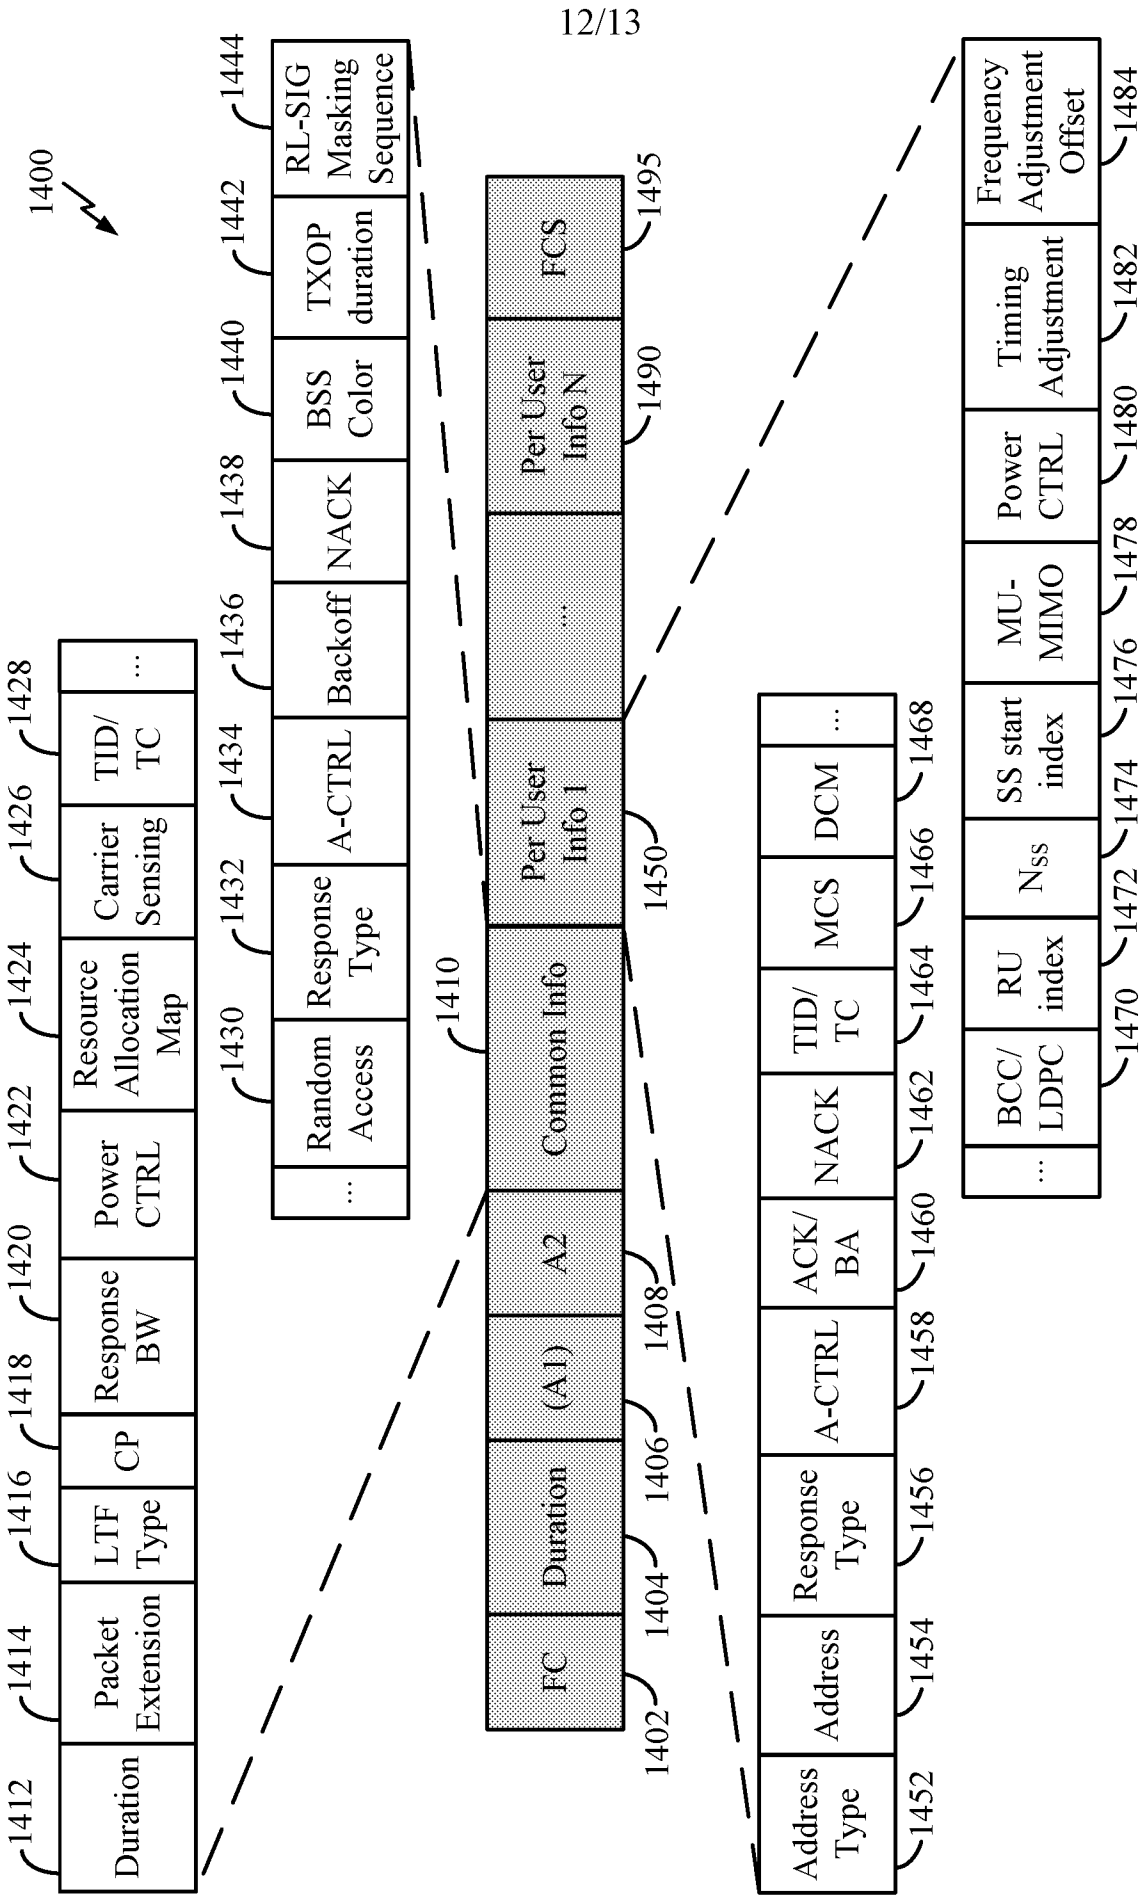 12/13
1400
1412
1414
1416
1418
1420
1422
1424
1426
1428
Duration
Packet
Extension
LTF
Type
CP
Response
BW
Power
CTRL
Resource
Allocation
Map
Carrier
Sensing
TID/
TC
...
1430
1432
1434
1436
1438
1440
1442
1444
...
Random
Access
Response
Type
A-CTRL
Backoff
NACK
BSS
Color
TXOP
duration
RL-SIG
Masking
Sequence
1410
FC
Duration
(A1)
A2
Common Info
Per User
Info 1
...
Per User
Info N
FCS
1402
1404
1406
1408
1450
1490
1495
Address
Type
Address
Response
Type
A-CTRL
ACK/
BA
NACK
TID/
TC
MCS
DCM
...
1452
1454
1456
1458
1460
1462
1464
1466
1468
...
BCC/
LDPC
RU
index
Nss
SS start
index
MU-
MIMO
Power
CTRL
Timing
Adjustment
Frequency
Adjustment
Offset
1470
1472
1474
1476
1478
1480
1482
1484